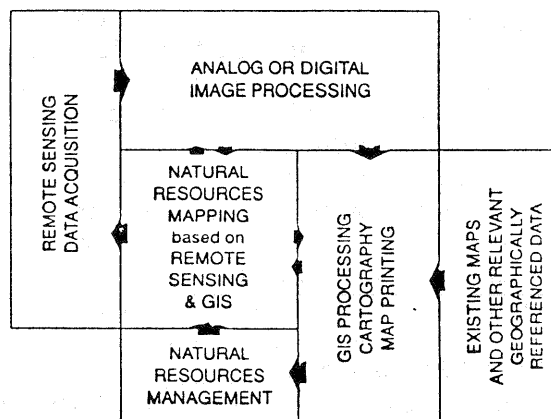 ANALOG OR DIGITAL
IMAGE PROCESSING
REMOTE SENSING
DATA ACQUISITION
NATURAL
RESOURCES
MAPPING
based on
REMOTE
SENSING
& GIS
GIS PROCESSING
CARTOGRAPHY
MAP PRINTING
EXISTING MAPS
AND OTHER RELEVANT
GEOGRAPHICALLY
REFERENCED DATA
NATURAL
RESOURCES
MANAGEMENT